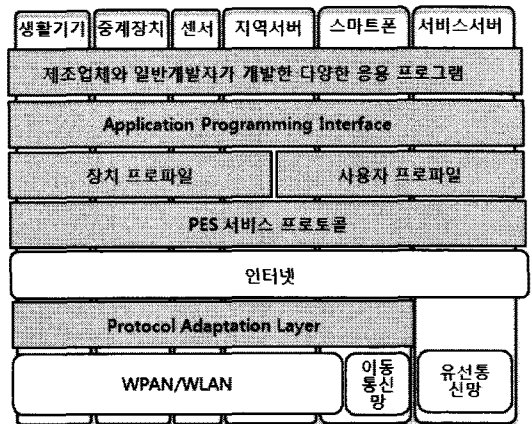 생활기기 중계장치 센서 지역서버 스마트폰 서비스서버
제조업체와 일반개발자가 개발한 다양한 응용 프로그램
Application Programming Interface
장치 프로파일 사용자 프로파일
PES 서비스 프로토콜
인터넷
Protocol Adaptation Layer
WPAN/WLAN
이동
통신
망
유선통
신망